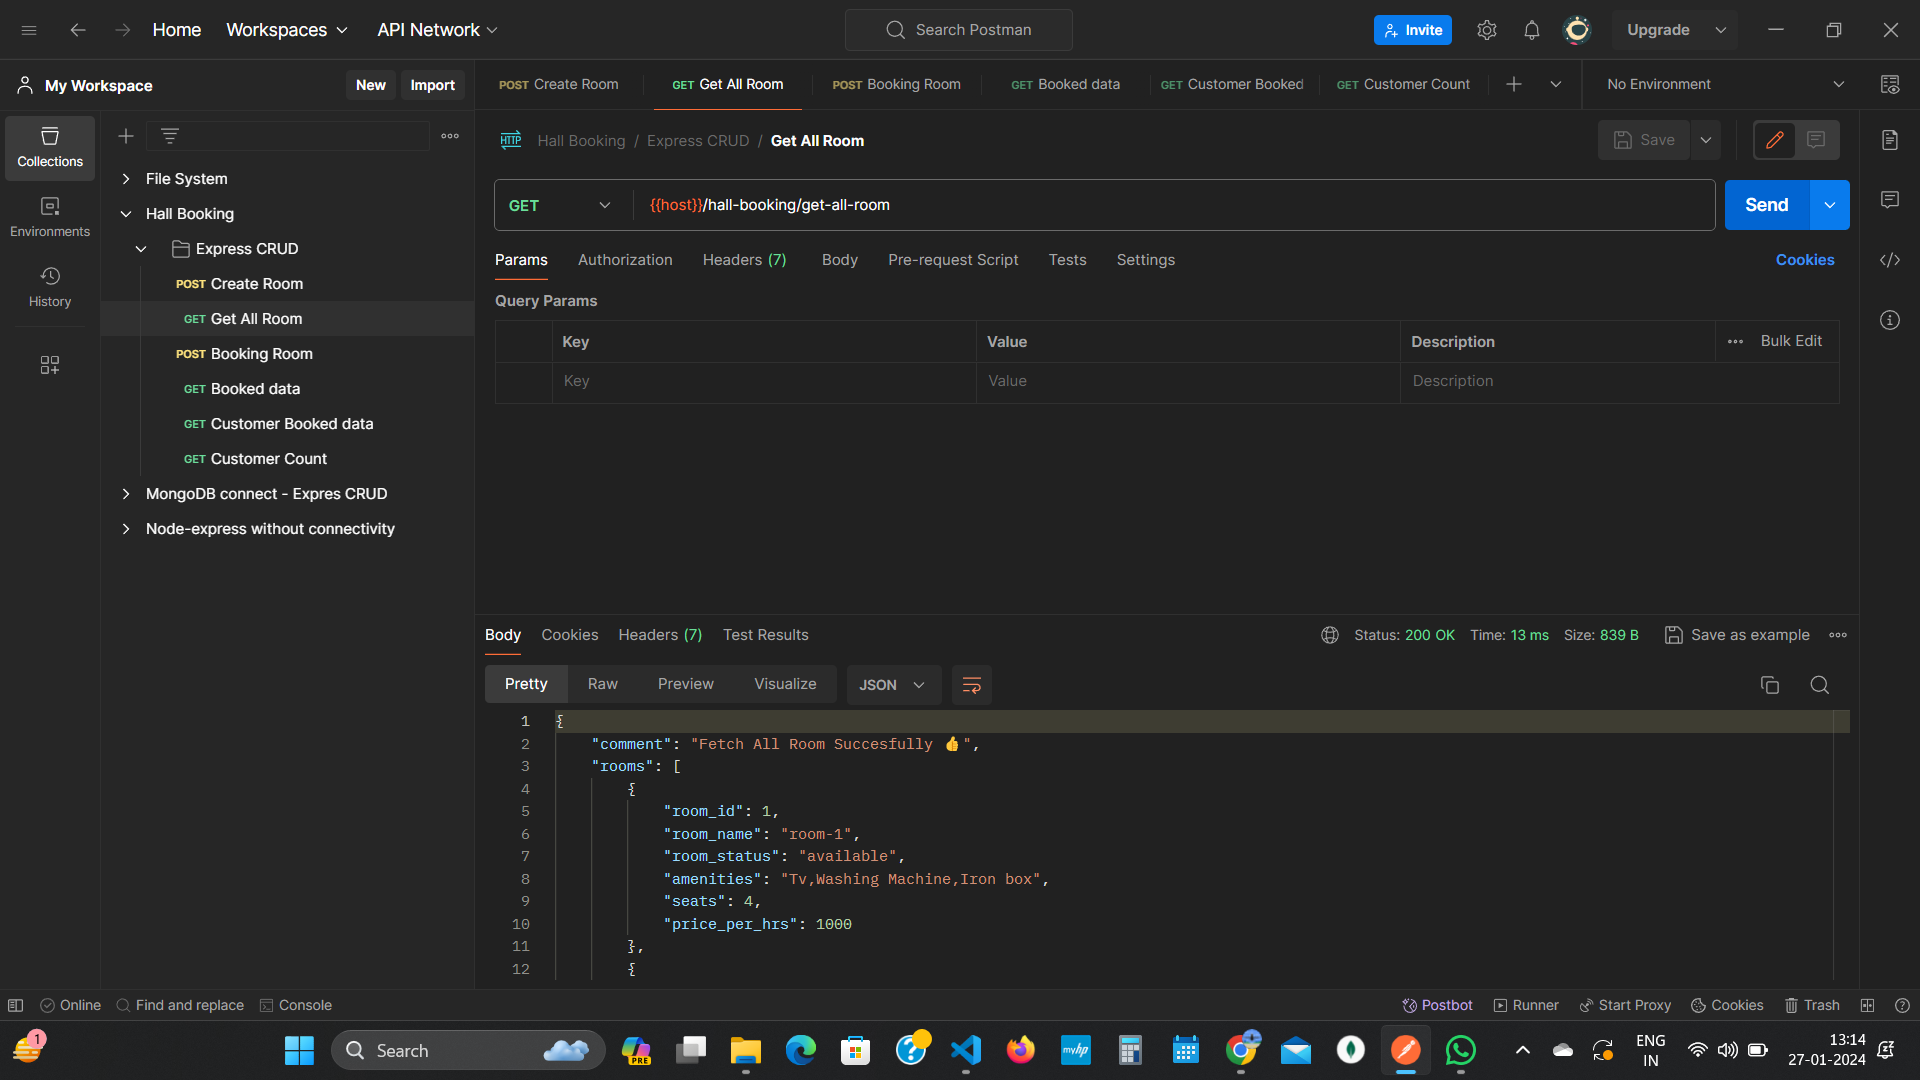 Home Workspaces API Network Search Postman Invite Upgrade
My Workspace New Import
POST Create Room GET Get All Room POST Booking Room GET Booked data GET Customer Booked GET Customer Count No Environment
Collections
Environments
History
File System
Hall Booking
Express CRUD
POST Create Room
GET Get All Room
POST Booking Room
GET Booked data
GET Customer Booked data
GET Customer Count
MongoDB connect - Expres CRUD
Node-express without connectivity
HTTP Hall Booking / Express CRUD / Get All Room Save
GET {{host}}/hall-booking/get-all-room Send
Params Authorization Headers (7) Body Pre-request Script Tests Settings Cookies
Query Params
Key Value Description Bulk Edit
Key Value Description
Body Cookies Headers (7) Test Results Status: 200 OK Time: 13 ms Size: 839 B Save as example
Pretty Raw Preview Visualize JSON
1 {
2 "comment": "Fetch All Room Succesfully 👍",
3 "rooms": [
4 {
5 "room_id": 1,
6 "room_name": "room-1",
7 "room_status": "available",
8 "amenities": "Tv,Washing Machine,Iron box",
9 "seats": 4,
10 "price_per_hrs": 1000
11 },
12 {
Online Find and replace Console Postbot Runner Start Proxy Cookies Trash
1 Search PRE myhp ENG 13:14
IN 27-01-2024